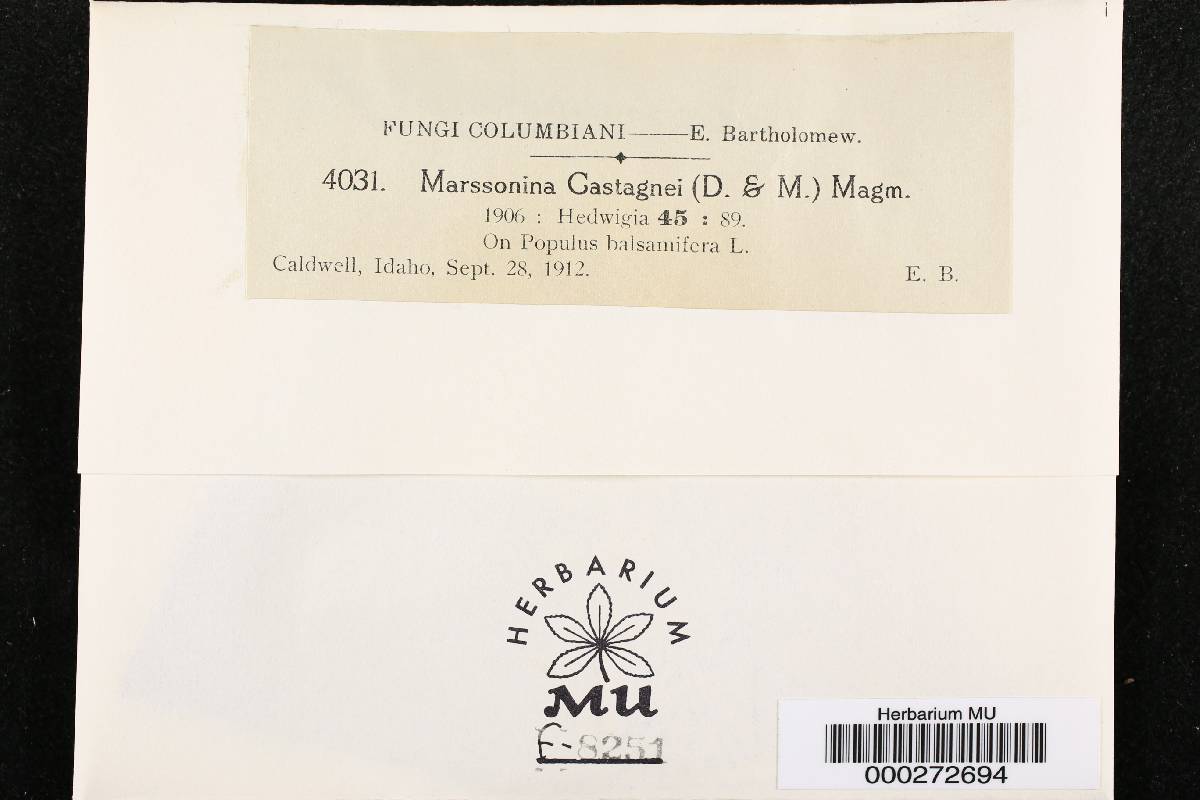 FUNGI COLUMBIANI——E. Bartholomew.
4031. Marssonina Castagnei (D. & M.) Magm.
1906 : Hedwigia 45 : 89.
On Populus balsamifera L.
Caldwell, Idaho, Sept. 28, 1912. E. B.
HERBARIUM
MU
F-8251
Herbarium MU
000272694